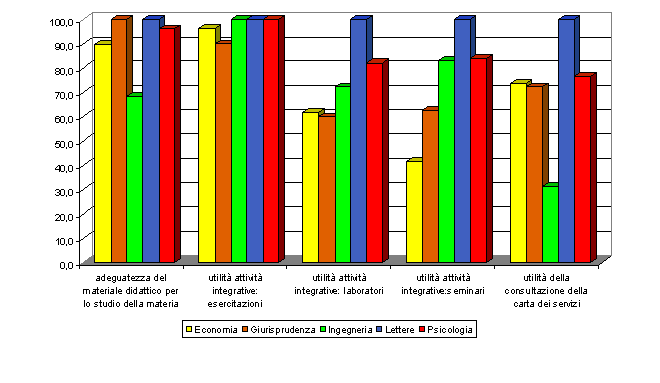 100,0
90,0
80,0
70,0
60,0
50,0
40,0
30,0
20,0
10,0
0,0
adeguatezza del
materiale didattico per
lo studio della materia
utilità attività
integrative:
esercitazioni
utilità attività
integrative: laboratori
utilità attività
integrative:seminari
utilità della
consultazione della
carta dei servizi
Economia Giurisprudenza Ingegneria Lettere Psicologia